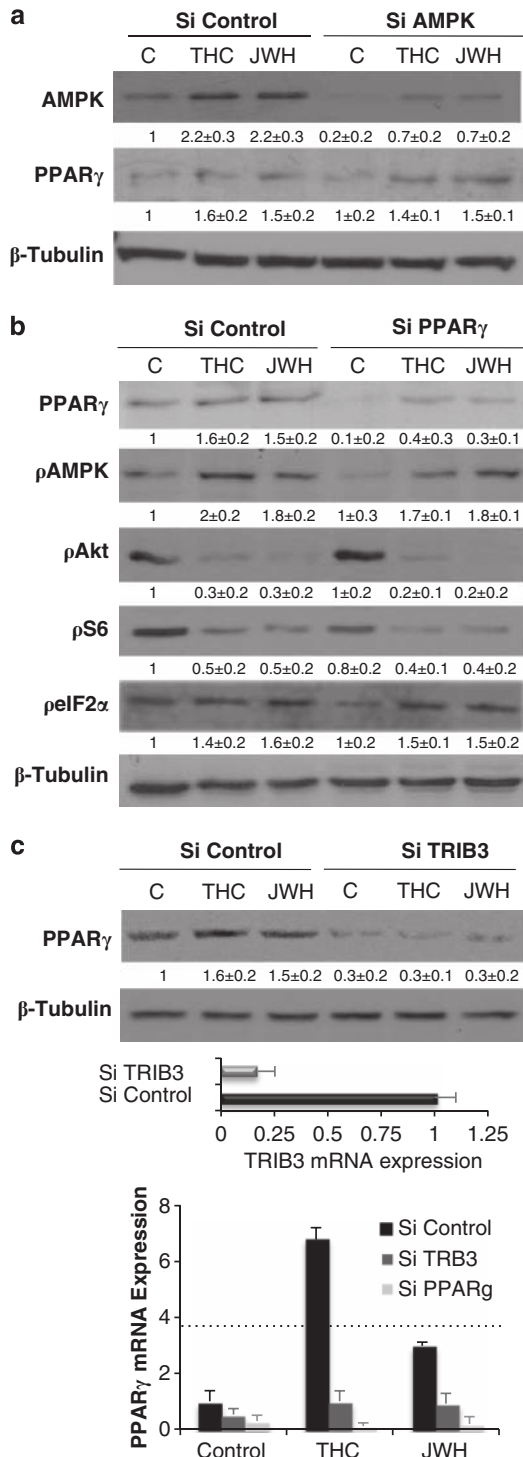 a
Si Control Si AMPK
C THC JWH C THC JWH
AMPK
1 2.2±0.3 2.2±0.3 0.2±0.2 0.7±0.2 0.7±0.2
PPARγ
1 1.6±0.2 1.5±0.2 1±0.2 1.4±0.1 1.5±0.1
β-Tubulin
b
Si Control Si PPARγ
C THC JWH C THC JWH
PPARγ
1 1.6±0.2 1.5±0.2 0.1±0.2 0.4±0.3 0.3±0.1
ρAMPK
1 2±0.2 1.8±0.2 1±0.3 1.7±0.1 1.8±0.1
ρAkt
1 0.3±0.2 0.3±0.2 1±0.2 0.2±0.1 0.2±0.2
ρS6
1 0.5±0.2 0.5±0.2 0.8±0.2 0.4±0.1 0.4±0.2
ρeIF2α
1 1.4±0.2 1.6±0.2 1±0.2 1.5±0.1 1.5±0.2
β-Tubulin
c
Si Control Si TRIB3
C THC JWH C THC JWH
PPARγ
1 1.6±0.2 1.5±0.2 0.3±0.2 0.3±0.1 0.3±0.2
β-Tubulin
Si TRIB3
Si Control
0 0.25 0.5 0.75 1 1.25
TRIB3 mRNA expression
PPARγ mRNA Expression
8
6
4
2
0
Si Control
Si TRB3
Si PPARg
Control THC JWH